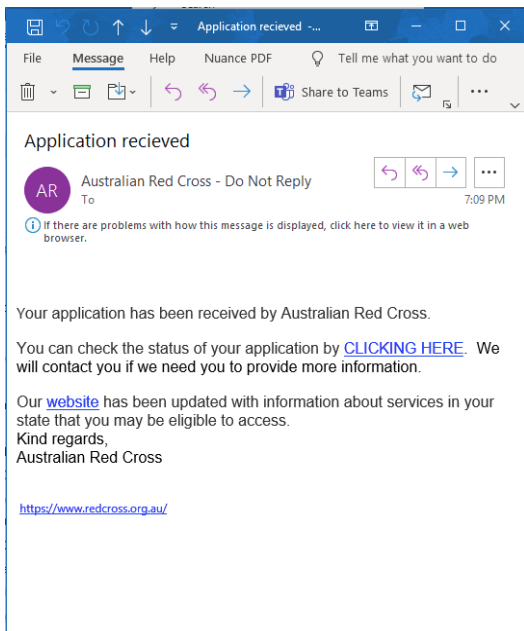 Application recieved -...
File Message Help Nuance PDF Tell me what you want to do
Share to Teams
Application recieved
AR
Australian Red Cross - Do Not Reply
To
7:09 PM
If there are problems with how this message is displayed, click here to view it in a web
browser.
Your application has been received by Australian Red Cross.
You can check the status of your application by CLICKING HERE. We
will contact you if we need you to provide more information.
Our website has been updated with information about services in your
state that you may be eligible to access.
Kind regards,
Australian Red Cross
https://www.redcross.org.au/